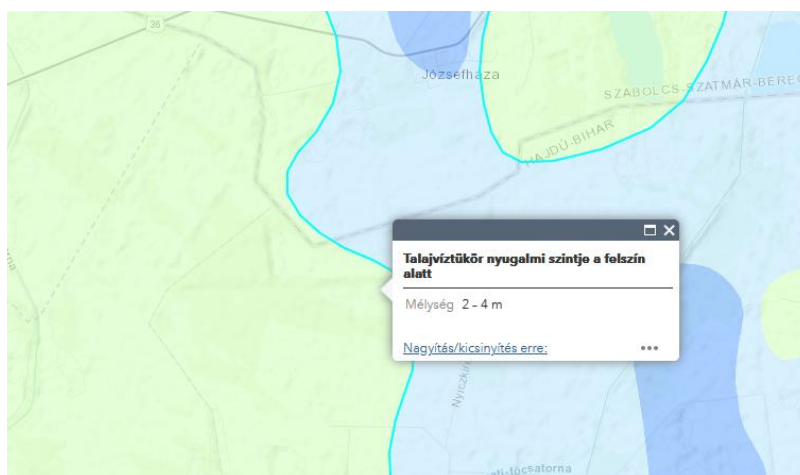 36
Józsefháza
SZABOLCS-SZATMÁR-BEREG
HAJDÚ-BIHAR
Talajvíztükör nyugalmi szintje a felszín
alatt
Mélység 2 - 4 m
Nagyítás/kicsinyítés erre: